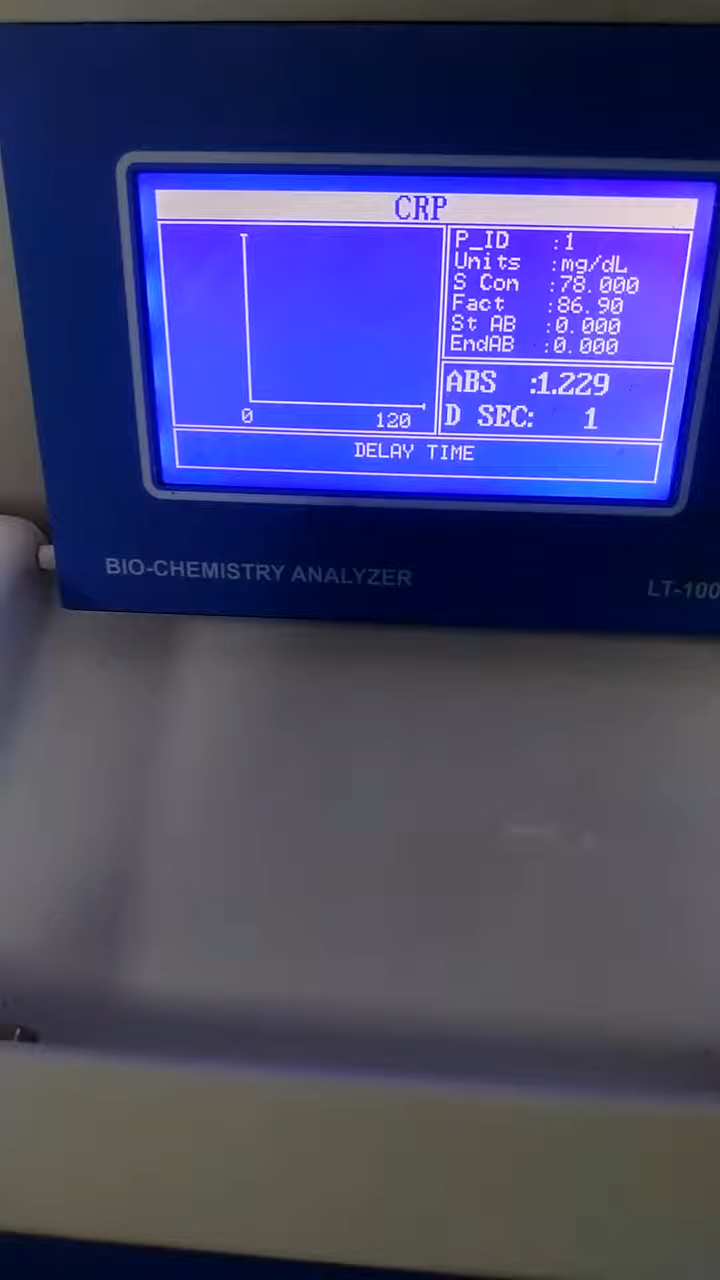 CRP
P_ID :1
Units :mg/dL
S Con :78.000
Fact :86.90
St AB :0.000
EndAB :0.000
ABS :1.229
D SEC: 1
0 120
DELAY TIME
BIO-CHEMISTRY ANALYZER
LT-100